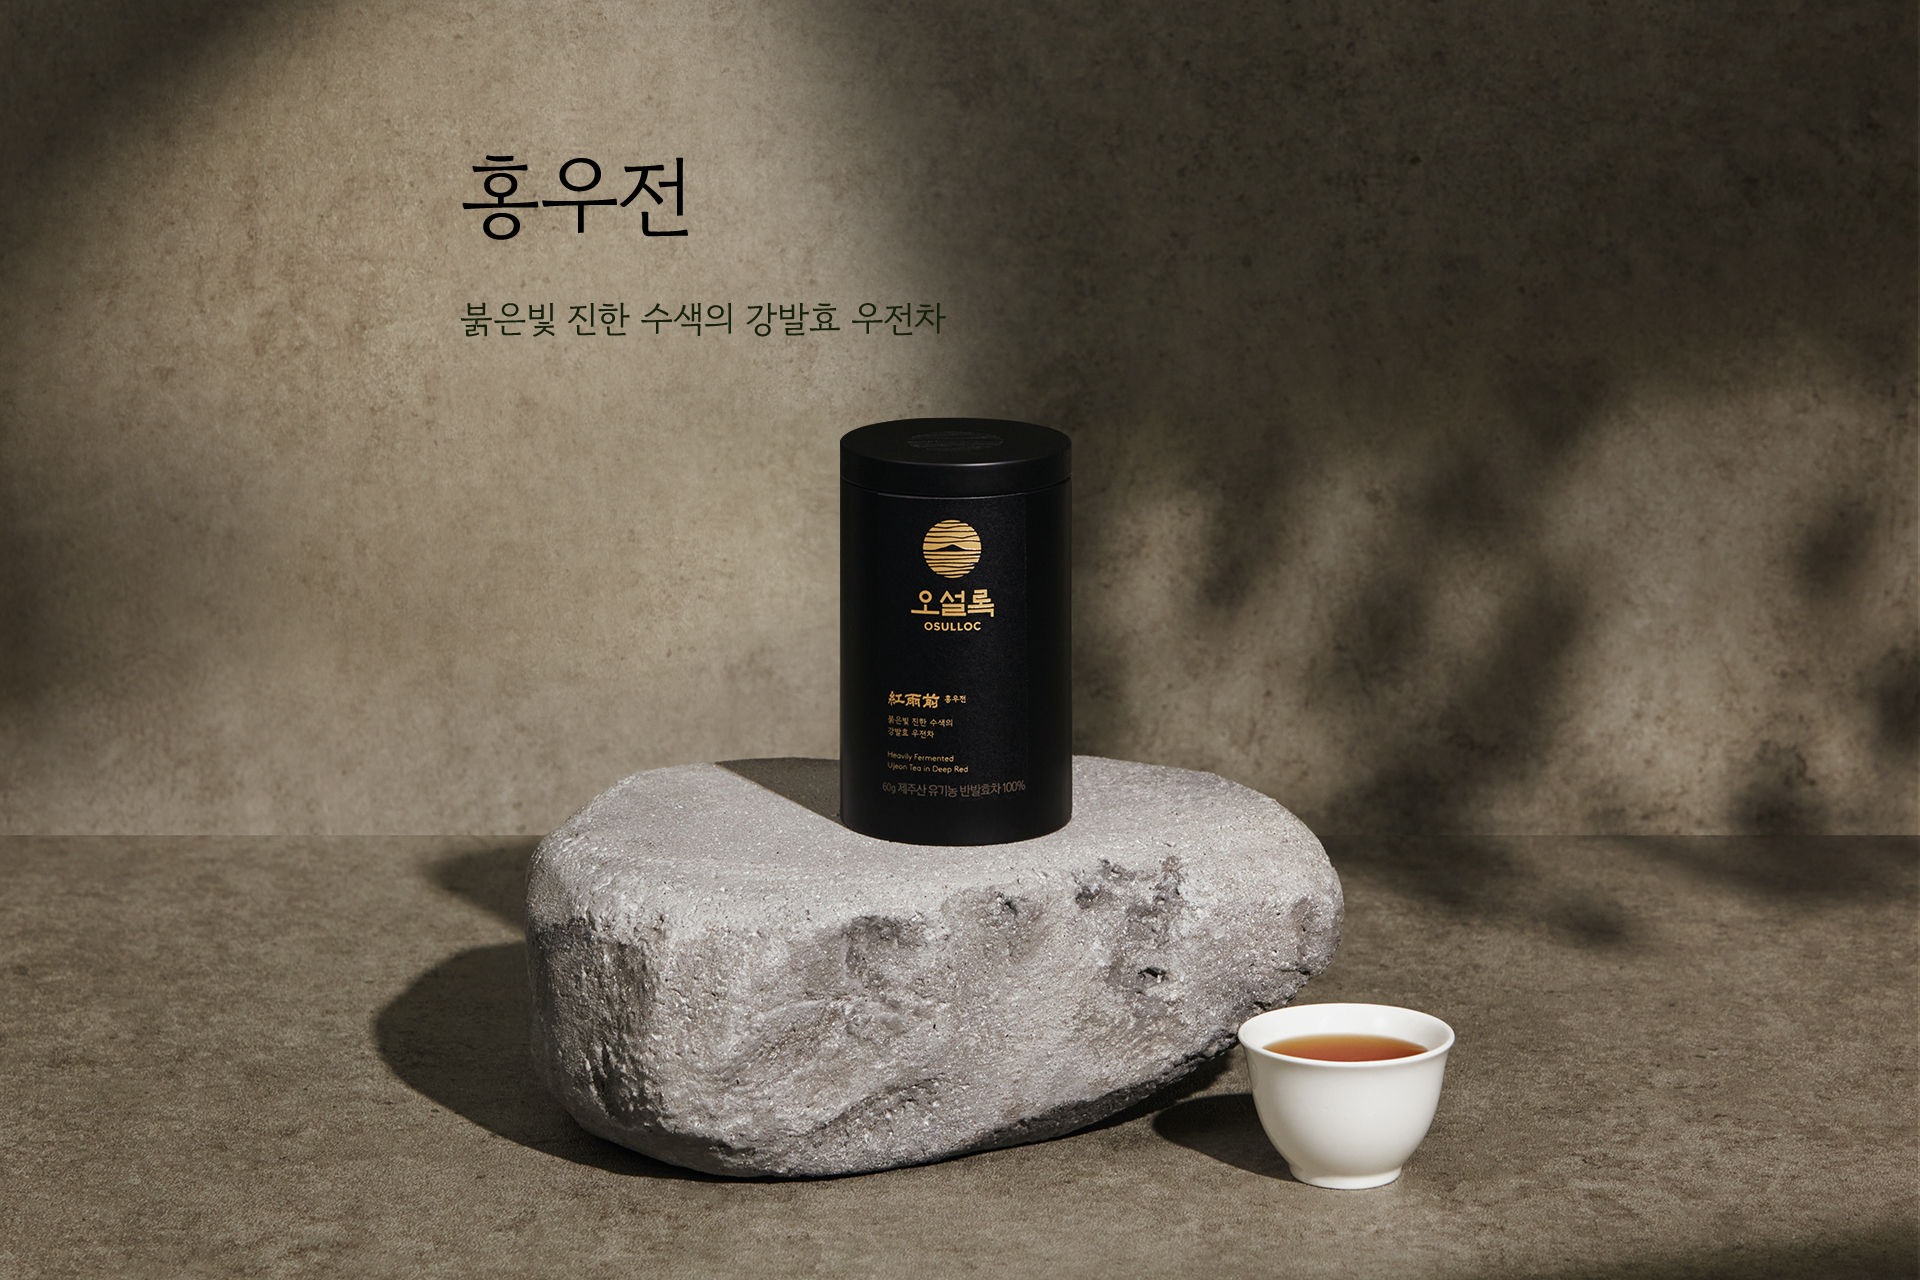 홍우전
붉은빛 진한 수색의 강발효 우전차
오설록
OSULLOC
紅雨前 홍우전
붉은빛 진한 수색의
강발효 우전차
Heavily Fermented
Ujeon Tea in Deep Red
60g 제주산 유기농 반발효차 100%